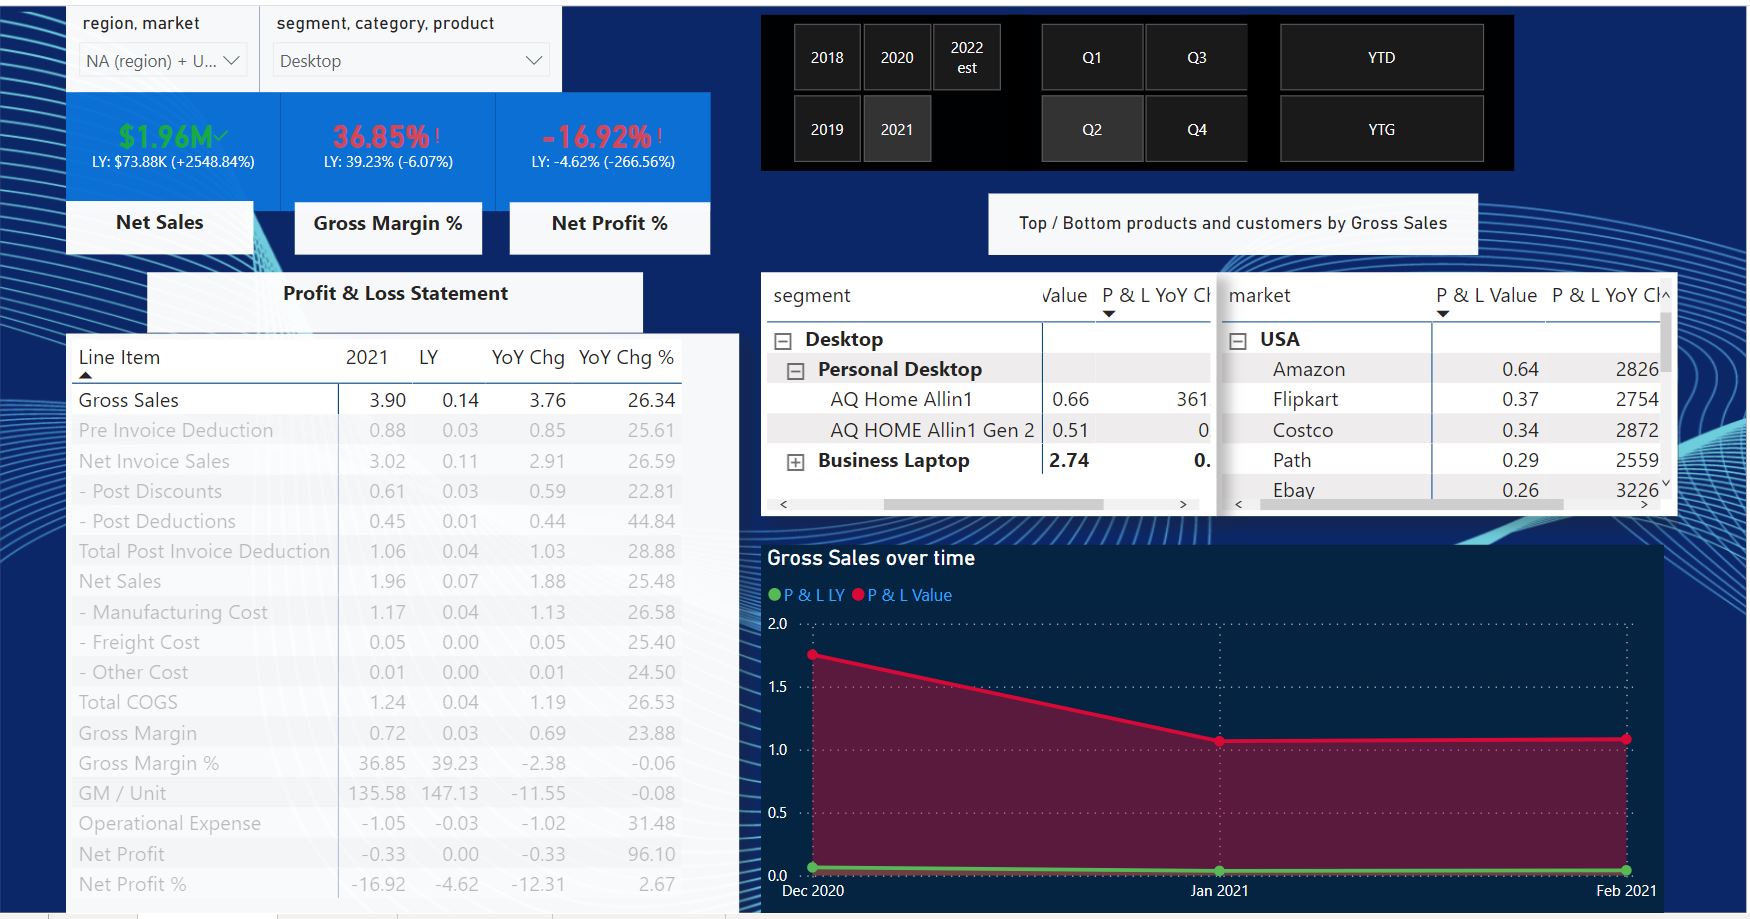 region, market
segment, category, product
NA (region) + U...
Desktop
$1.96M
LY: $73.88K (+2548.84%)
Net Sales
36.85% !
LY: 39.23% (-6.07%)
Gross Margin %
-16.92% !
LY: -4.62% (-266.56%)
Net Profit %
2018 2020 2022 est
2019 2021
Q1 Q3
Q2 Q4
YTD
YTG
Top / Bottom products and customers by Gross Sales
Profit & Loss Statement
Line Item 2021 LY YoY Chg YoY Chg %
Gross Sales 3.90 0.14 3.76 26.34
Pre Invoice Deduction 0.88 0.03 0.85 25.61
Net Invoice Sales 3.02 0.11 2.91 26.59
- Post Discounts 0.61 0.03 0.59 22.81
- Post Deductions 0.45 0.01 0.44 44.84
Total Post Invoice Deduction 1.06 0.04 1.03 28.88
Net Sales 1.96 0.07 1.88 25.48
- Manufacturing Cost 1.17 0.04 1.13 26.58
- Freight Cost 0.05 0.00 0.05 25.40
- Other Cost 0.01 0.00 0.01 24.50
Total COGS 1.24 0.04 1.19 26.53
Gross Margin 0.72 0.03 0.69 23.88
Gross Margin % 36.85 39.23 -2.38 -0.06
GM / Unit 135.58 147.13 -11.55 -0.08
Operational Expense -1.05 -0.03 -1.02 31.48
Net Profit -0.33 0.00 -0.33 96.10
Net Profit % -16.92 -4.62 -12.31 2.67
segment Value P & L YoY Ch
Desktop
Personal Desktop
AQ Home Allin1 0.66 361
AQ HOME Allin1 Gen 2 0.51 0
Business Laptop 2.74 0.
market P & L Value P & L YoY Ch
USA
Amazon 0.64 2826
Flipkart 0.37 2754
Costco 0.34 2872
Path 0.29 2559
Ebay 0.26 3226
Gross Sales over time
P & L LY P & L Value
2.0
1.5
1.0
0.5
0.0
Dec 2020 Jan 2021 Feb 2021